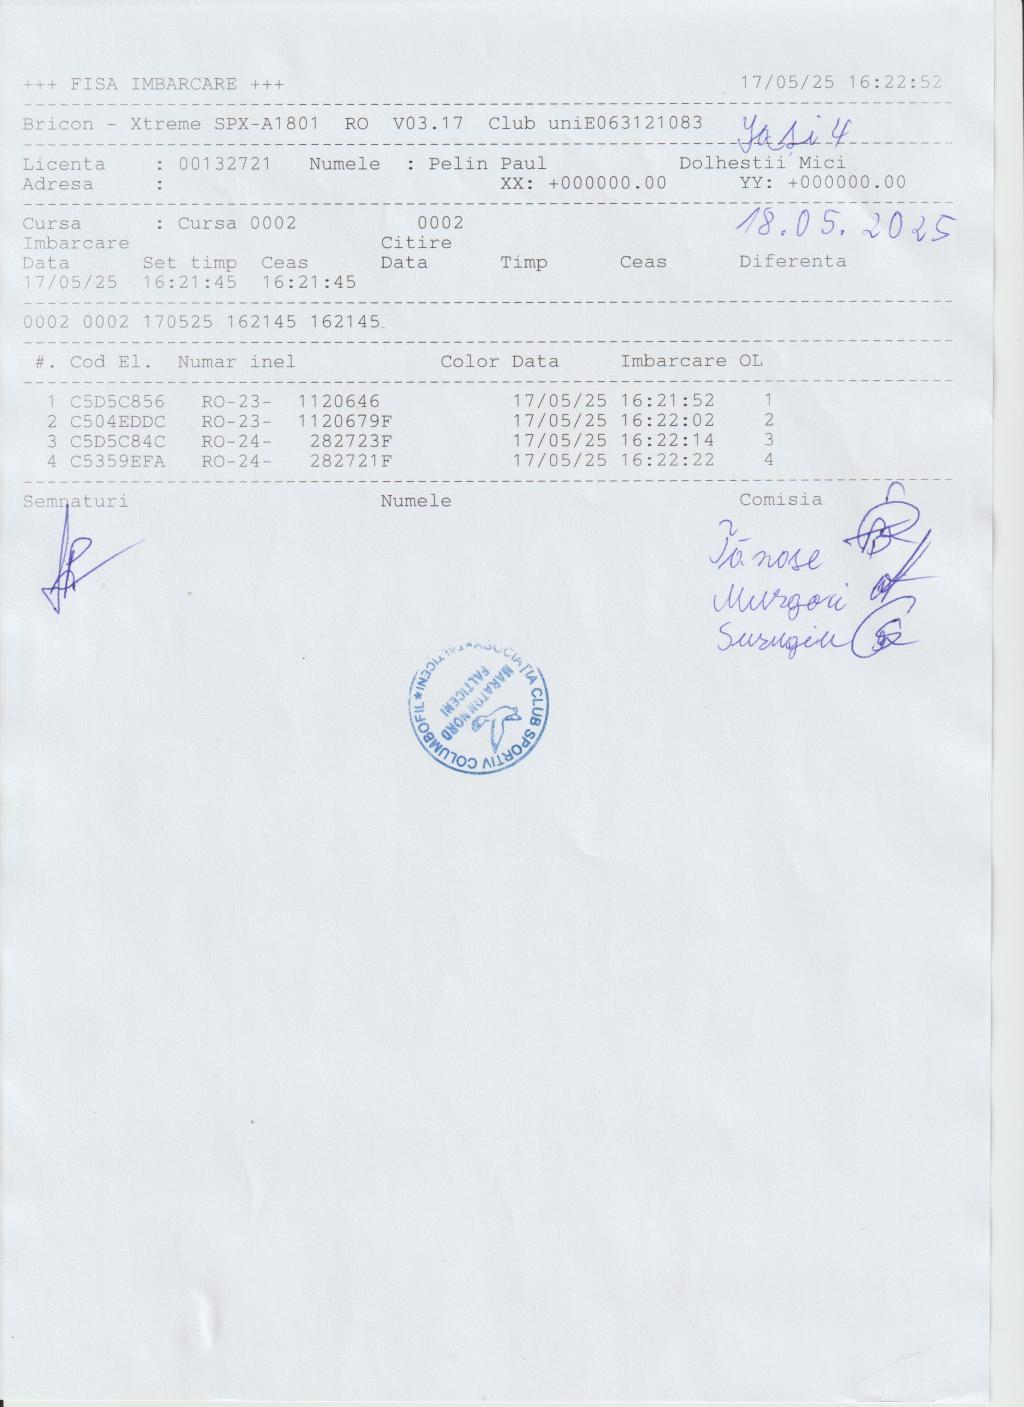 +++ FISA IMBARCARE +++ 17/05/25 16:22:52
Bricon - Xtreme SPX-A1801 RO V03.17 Club uniE063121083
Iasi 4
Licenta : 00132721 Numele : Pelin Paul Dolhestii Mici
Adresa : XX: +000000.00 YY: +000000.00
Cursa : Cursa 0002 0002
18.05.2025
Imbarcare Citire
Data Set timp Ceas Data Timp Ceas Diferenta
17/05/25 16:21:45 16:21:45
0002 0002 170525 162145 162145
#. Cod El. Numar inel Color Data Imbarcare OL
1 C5D5C856 RO-23- 1120646 17/05/25 16:21:52 1
2 C504EDDC RO-23- 1120679F 17/05/25 16:22:02 2
3 C5D5C84C RO-24- 282723F 17/05/25 16:22:14 3
4 C5359EFA RO-24- 282721F 17/05/25 16:22:22 4
Semnaturi Numele Comisia
Tănase
Murgoci
Surugiu
ASOCIATIA CLUB SPORTIV COLUMBOFIL * FALTICENI *
MARATON NORD
FALTICENI